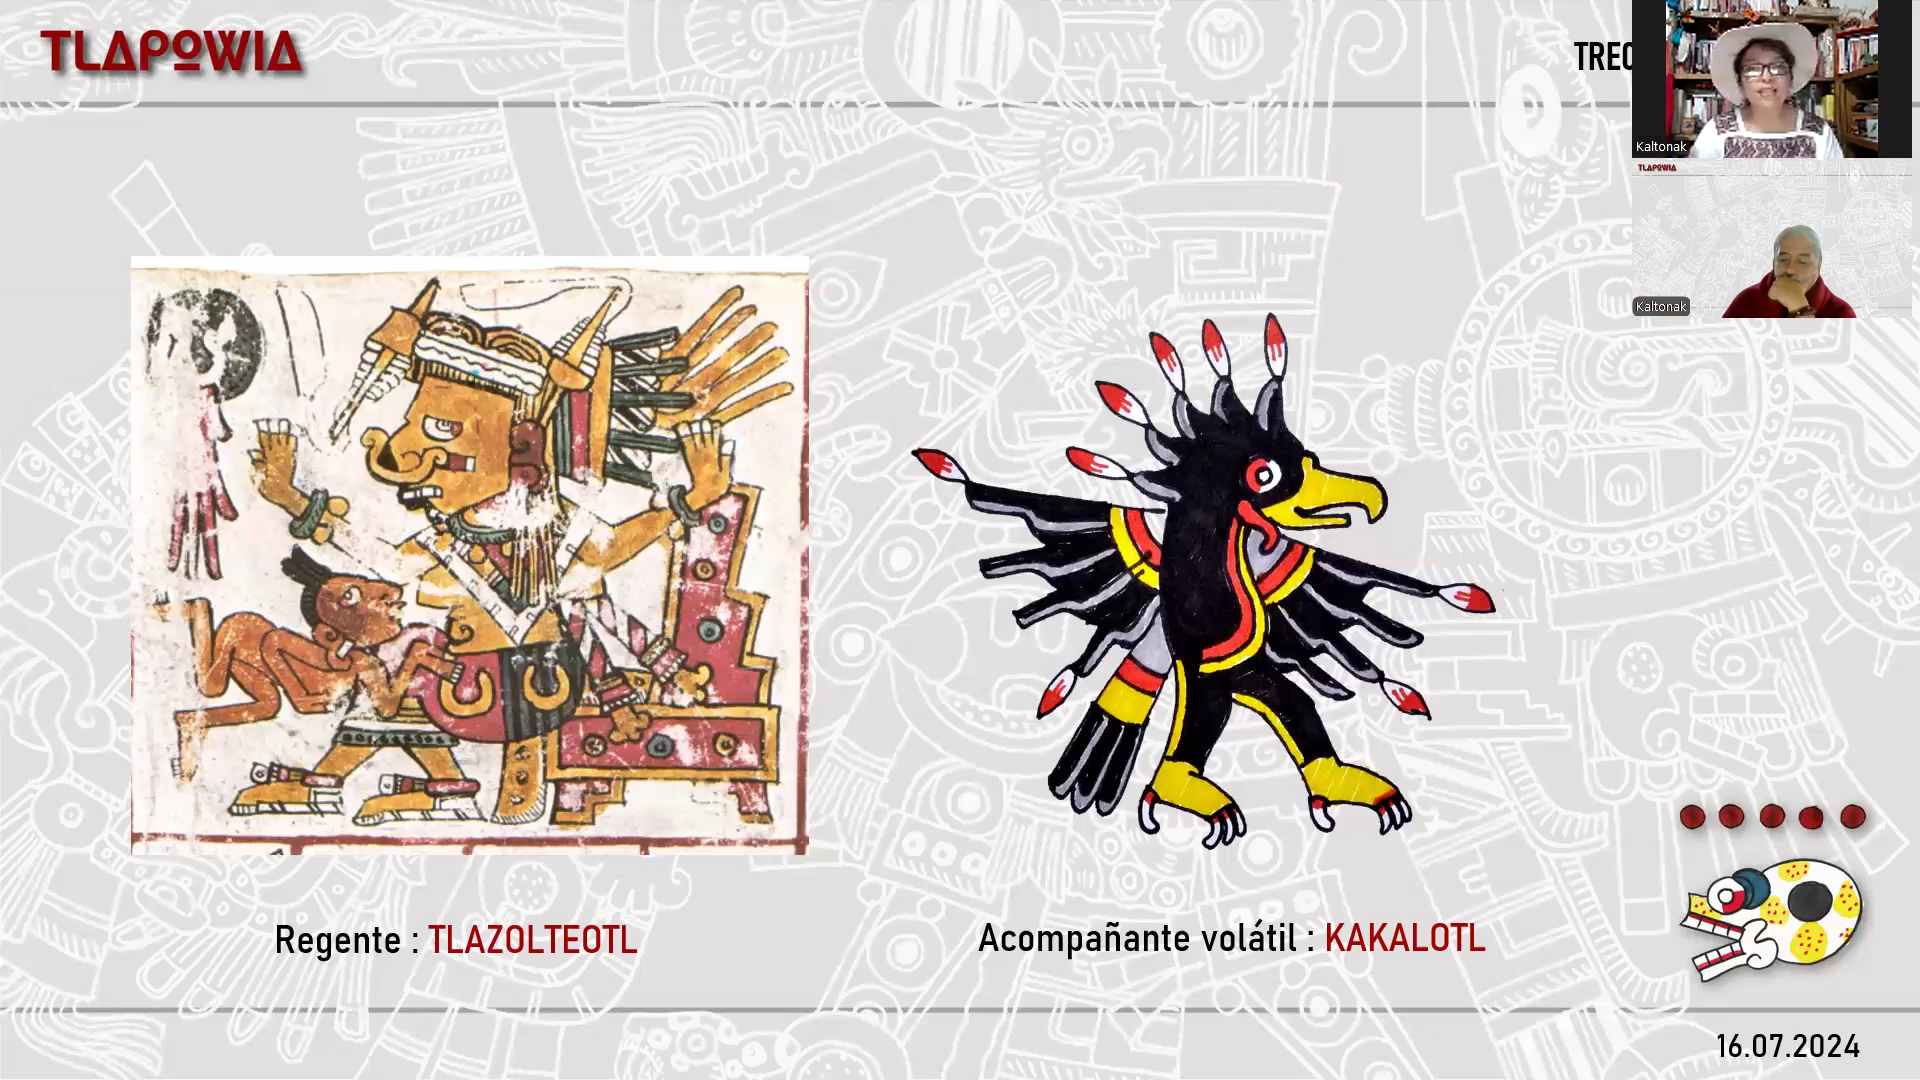 TLAPOWIA
TREC
Kaltonak
TLAPOWIA
Kaltonak
Regente : TLAZOLTEOTL
Acompañante volátil : KAKALOTL
16.07.2024